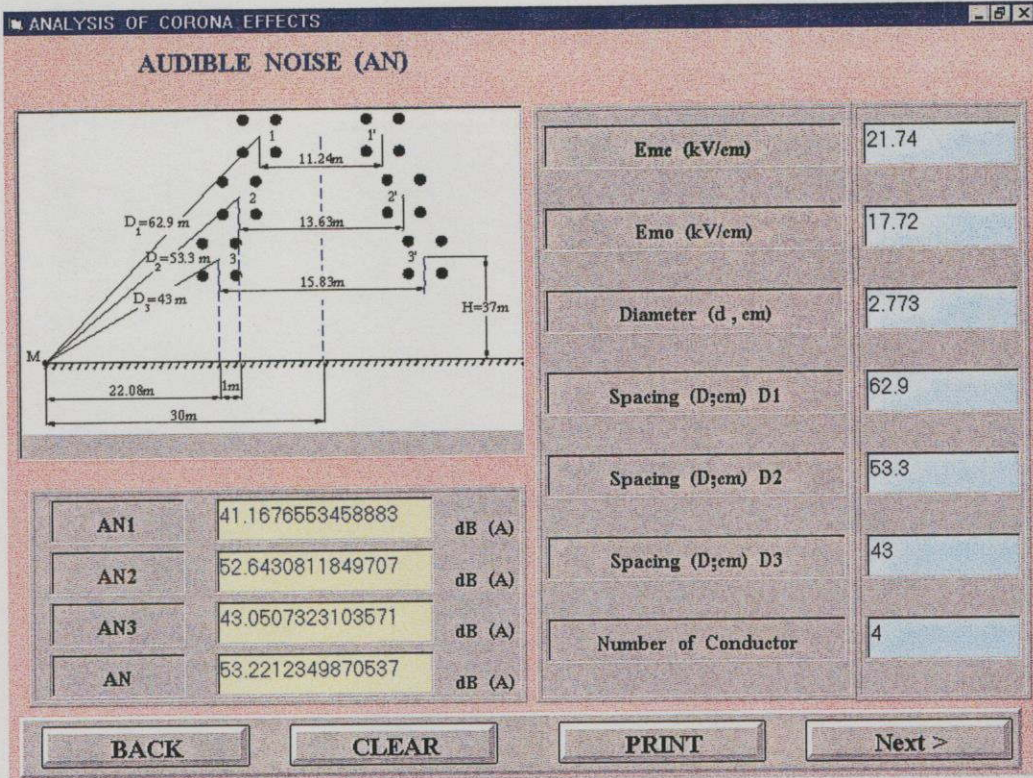 ANALYSIS OF CORONA EFFECTS
AUDIBLE NOISE (AN)
1
1'
11.24m
2
2'
13.63m
3
3'
15.83m
D1=62.9 m
D2=53.3 m
D3=43 m
H=37m
M
22.08m
1m
30m
Emc (kV/cm)
21.74
Emo (kV/cm)
17.72
Diameter (d , cm)
2.773
Spacing (D;cm) D1
62.9
Spacing (D;cm) D2
53.3
Spacing (D;cm) D3
43
Number of Conductor
4
AN1
41.1676553458883
dB (A)
AN2
52.6430811849707
dB (A)
AN3
43.0507323103571
dB (A)
AN
53.2212349870537
dB (A)
BACK
CLEAR
PRINT
Next >